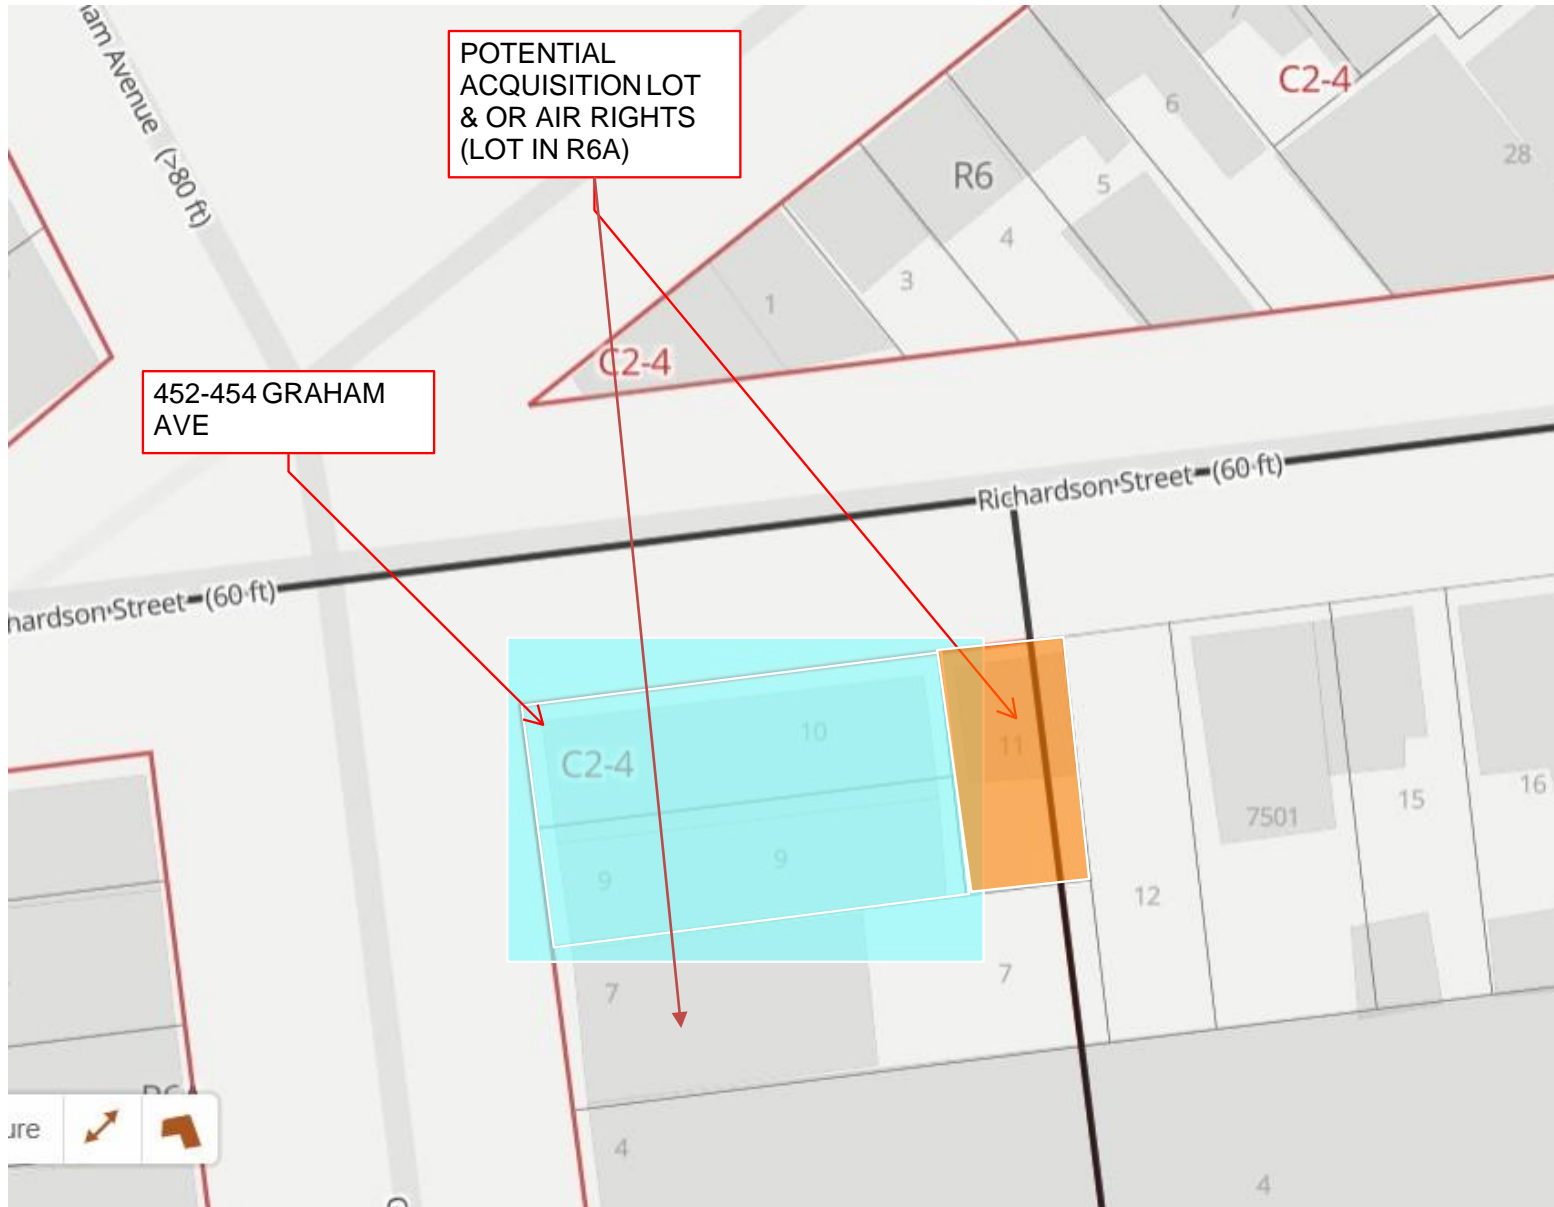 am Avenue (>80 ft)
POTENTIAL
ACQUISITION LOT
& OR AIR RIGHTS
(LOT IN R6A)
C2-4
6
28
R6
5
4
3
1
C2-4
452-454 GRAHAM
AVE
Richardson Street (60 ft)
hardson Street (60 ft)
10
11
C2-4
9
9
7501
15
16
12
7
7
ure
4
4